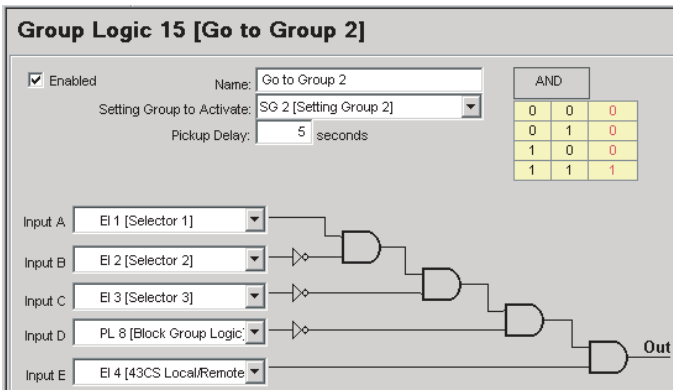 Group Logic 15 [Go to Group 2]
Enabled
Name: Go to Group 2
Setting Group to Activate: SG 2 [Setting Group 2]
Pickup Delay: 5 seconds
AND
0 0 0
0 1 0
1 0 0
1 1 1
Input A EI 1 [Selector 1]
Input B EI 2 [Selector 2]
Input C EI 3 [Selector 3]
Input D PL 8 [Block Group Logic]
Out
Input E EI 4 [43CS Local/Remote